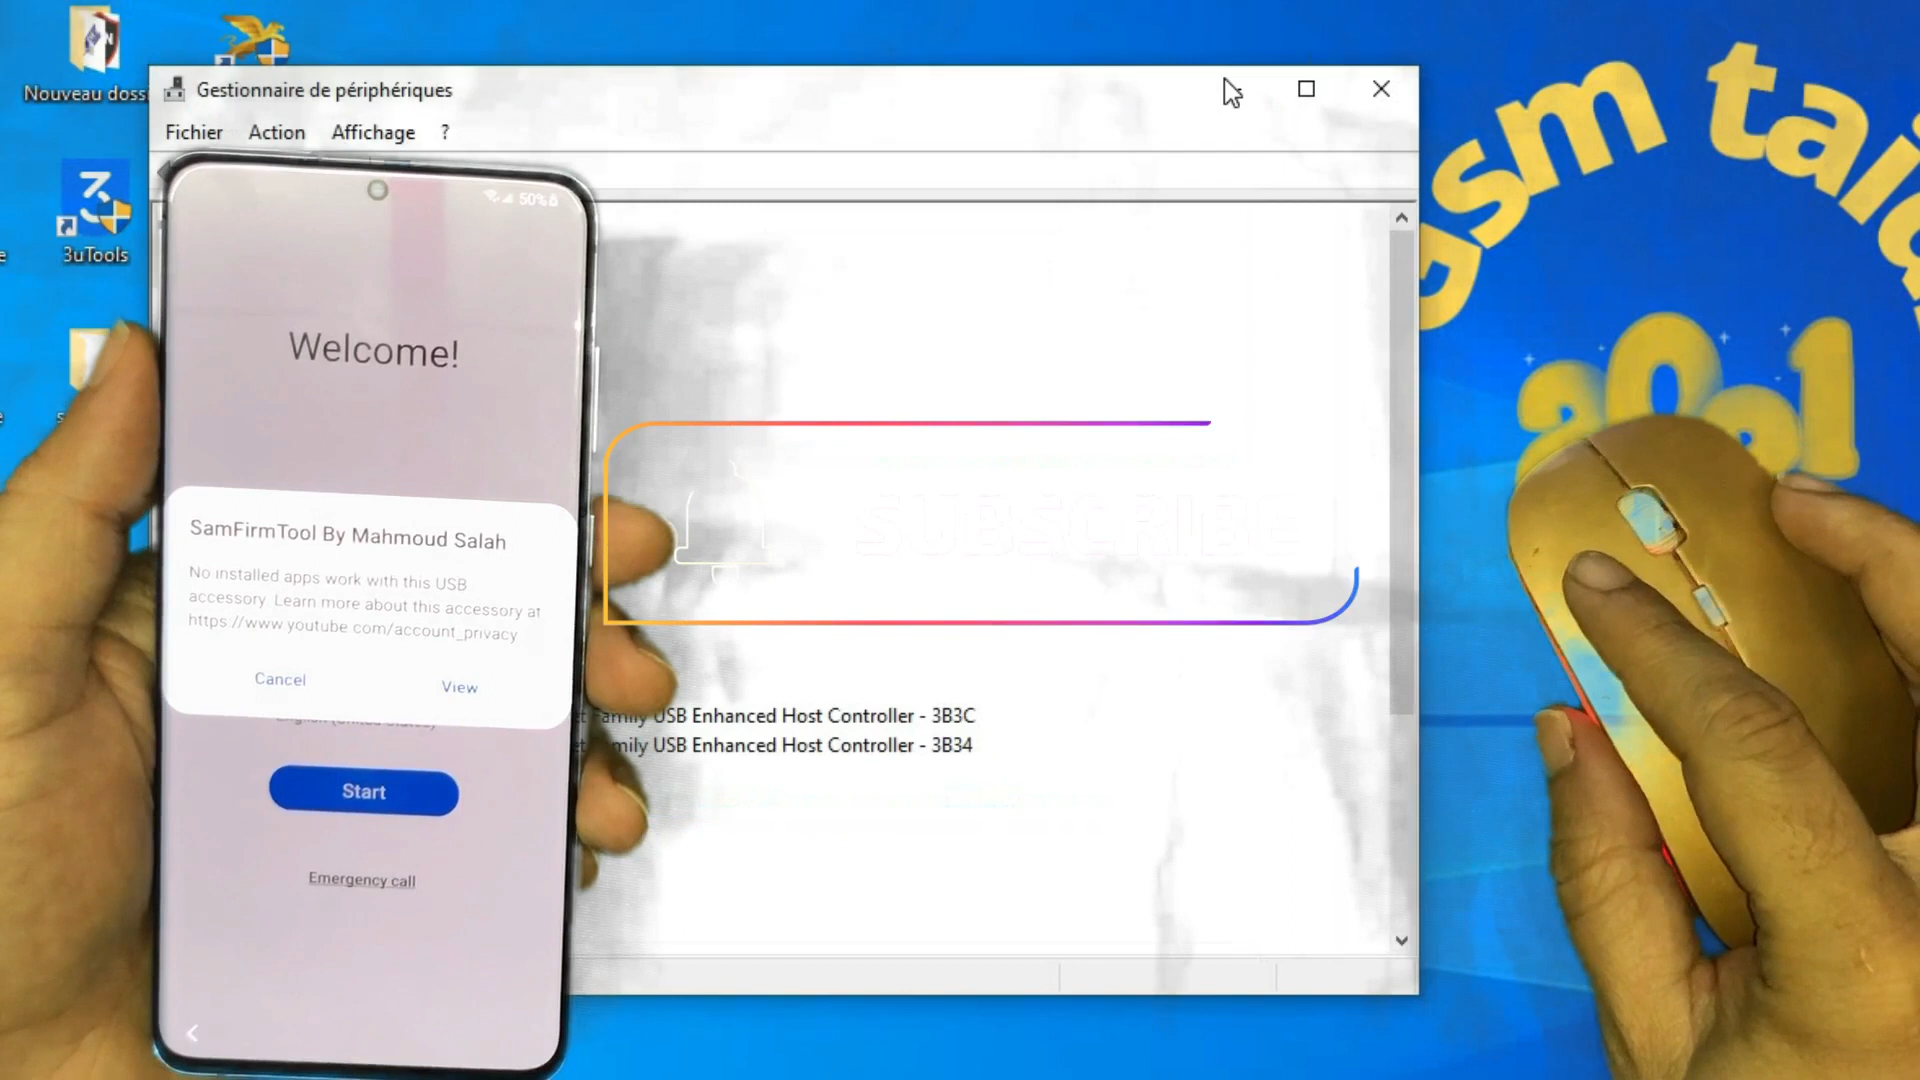 Nouveau doss
Gestionnaire de périphériques
Fichier Action Affichage ?
3uTools
gsm
2001
50%
Welcome!
SUBSCRIBE
SamFirmTool By Mahmoud Salah
No installed apps work with this USB
accessory. Learn more about this accessory at
https://www.youtube.com/account_privacy
Cancel View
Family USB Enhanced Host Controller - 3B3C
mily USB Enhanced Host Controller - 3B34
Start
Emergency call